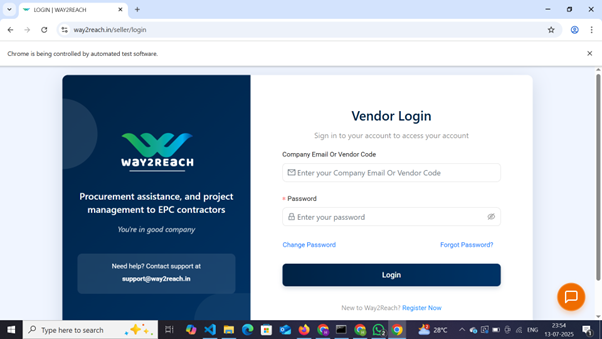 LOGIN | WAY2REACH
way2reach.in/seller/login
Chrome is being controlled by automated test software.
WAY2REACH
Procurement assistance, and project
management to EPC contractors
You're in good company
Need help? Contact support at
support@way2reach.in
Vendor Login
Sign in to your account to access your account
Company Email Or Vendor Code
Enter your Company Email Or Vendor Code
* Password
Enter your password
Change Password
Forgot Password?
Login
New to Way2Reach? Register Now
Type here to search
28°C
ENG
23:54
13-07-2025